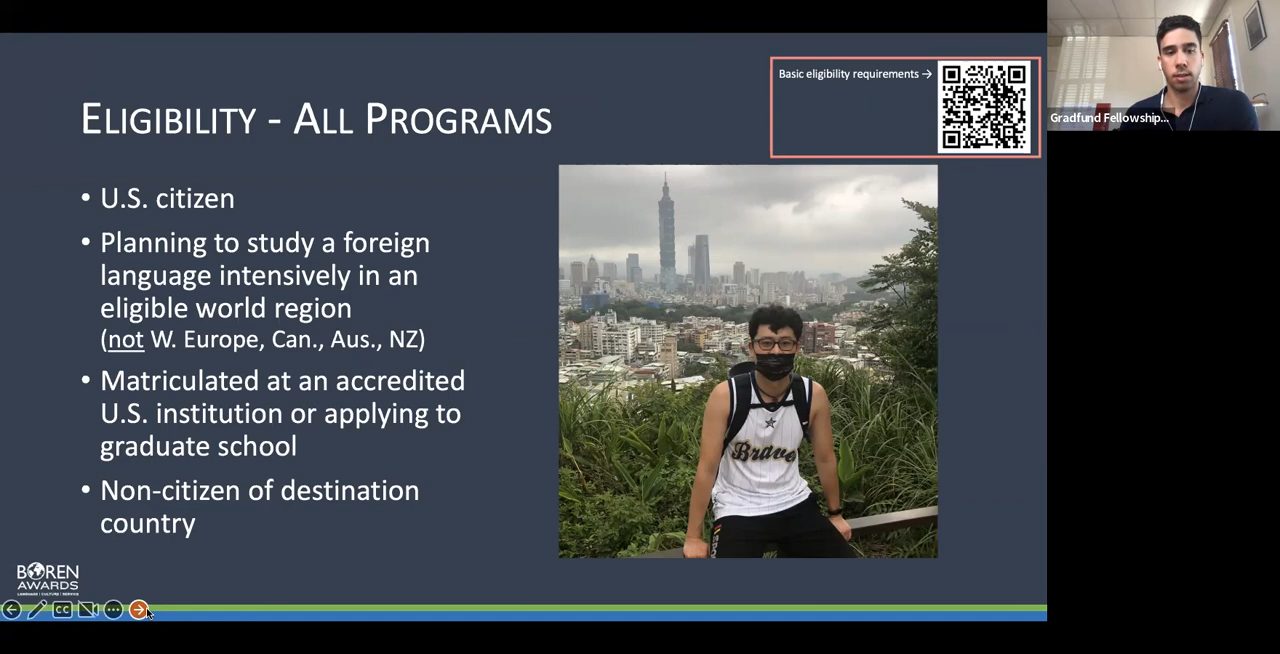 Basic eligibility requirements →
ELIGIBILITY - ALL PROGRAMS
Gradfund Fellowship...
• U.S. citizen
• Planning to study a foreign
language intensively in an
eligible world region
(not W. Europe, Can., Aus., NZ)
• Matriculated at an accredited
U.S. institution or applying to
graduate school
• Non-citizen of destination
country
Brave
BOREN
AWARDS
LANGUAGE | CULTURE | SERVICE
CC